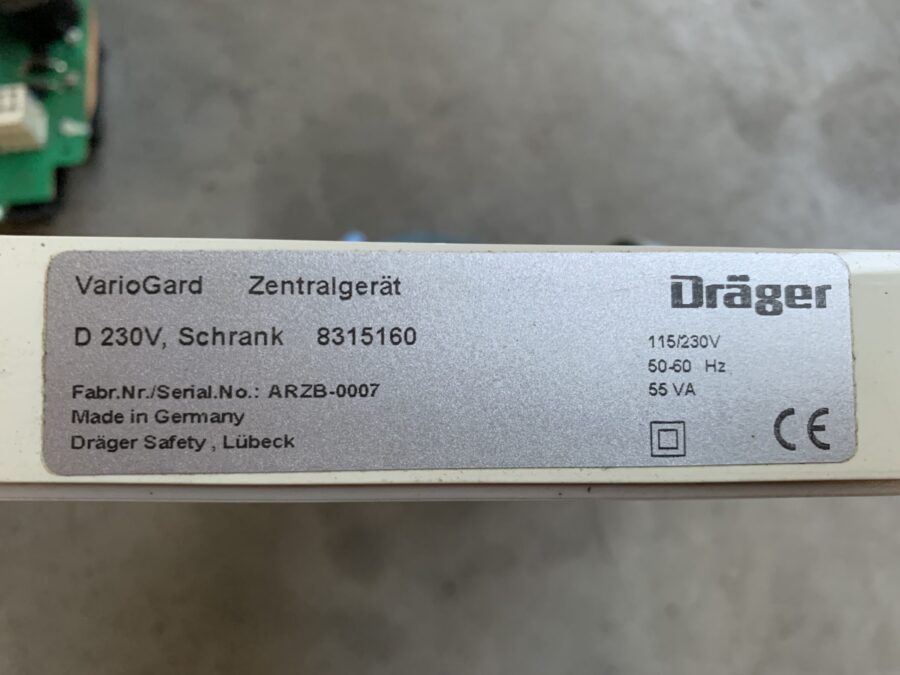 VarioGard Zentralgerät
Dräger
D 230V, Schrank 8315160
115/230V
50-60 Hz
55 VA
Fabr.Nr./Serial.No.: ARZB-0007
Made in Germany
Dräger Safety , Lübeck
CE